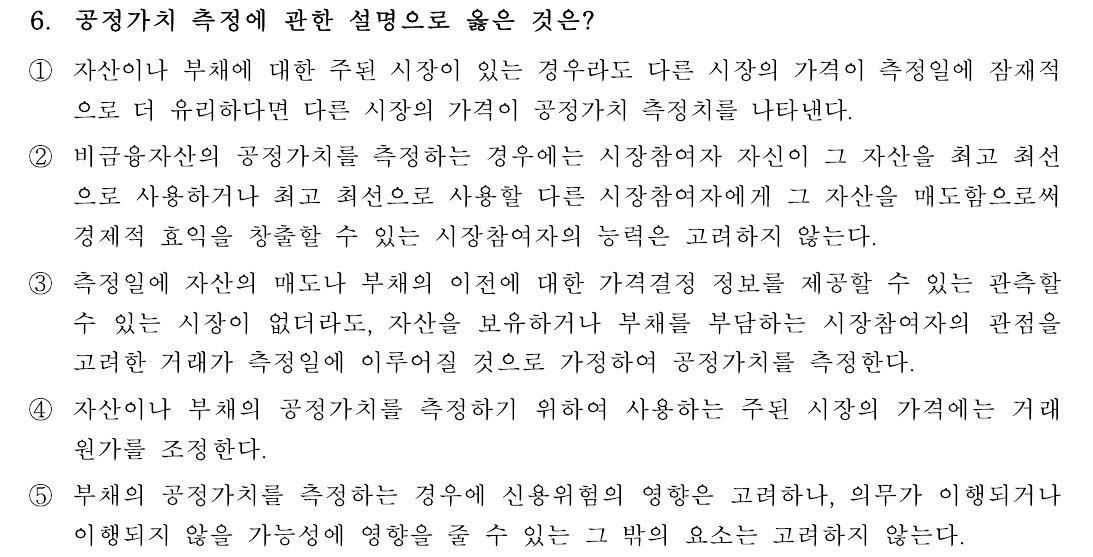 6. 공정가치 측정에 관한 설명으로 옳은 것은?
① 자산이나 부채에 대한 주된 시장이 있는 경우라도 다른 시장의 가격이 측정일에 잠재적
으로 더 유리하다면 다른 시장의 가격이 공정가치 측정치를 나타낸다.
② 비금융자산의 공정가치를 측정하는 경우에는 시장참여자 자신이 그 자산을 최고 최선
으로 사용하거나 최고 최선으로 사용할 다른 시장참여자에게 그 자산을 매도함으로써
경제적 효익을 창출할 수 있는 시장참여자의 능력은 고려하지 않는다.
③ 측정일에 자산의 매도나 부채의 이전에 대한 가격결정 정보를 제공할 수 있는 관측할
수 있는 시장이 없더라도, 자산을 보유하거나 부채를 부담하는 시장참여자의 관점을
고려한 거래가 측정일에 이루어질 것으로 가정하여 공정가치를 측정한다.
④ 자산이나 부채의 공정가치를 측정하기 위하여 사용하는 주된 시장의 가격에는 거래
원가를 조정한다.
⑤ 부채의 공정가치를 측정하는 경우에 신용위험의 영향은 고려하나, 의무가 이행되거나
이행되지 않을 가능성에 영향을 줄 수 있는 그 밖의 요소는 고려하지 않는다.